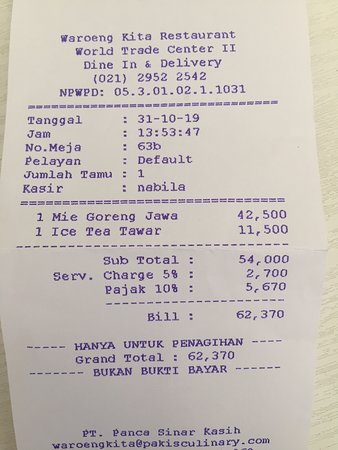 Waroeng Kita Restaurant
World Trade Center II
Dine In & Delivery
(021) 2952 2542
NPWPD: 05.3.01.02.1.1031
==============================
Tanggal : 31-10-19
Jam : 13:53:47
No.Meja : 63b
Pelayan : Default
Jumlah Tamu : 1
Kasir : nabila
==============================
1 Mie Goreng Jawa 42,500
1 Ice Tea Tawar 11,500
------------------------------
Sub Total : 54,000
Serv. Charge 5% : 2,700
Pajak 10% : 5,670
------------------
Bill : 62,370
----- HANYA UNTUK PENAGIHAN ----
Grand Total : 62,370
------- BUKAN BUKTI BAYAR -------
PT. Panca Sinar Kasih
waroengkita@pakisculinary.com